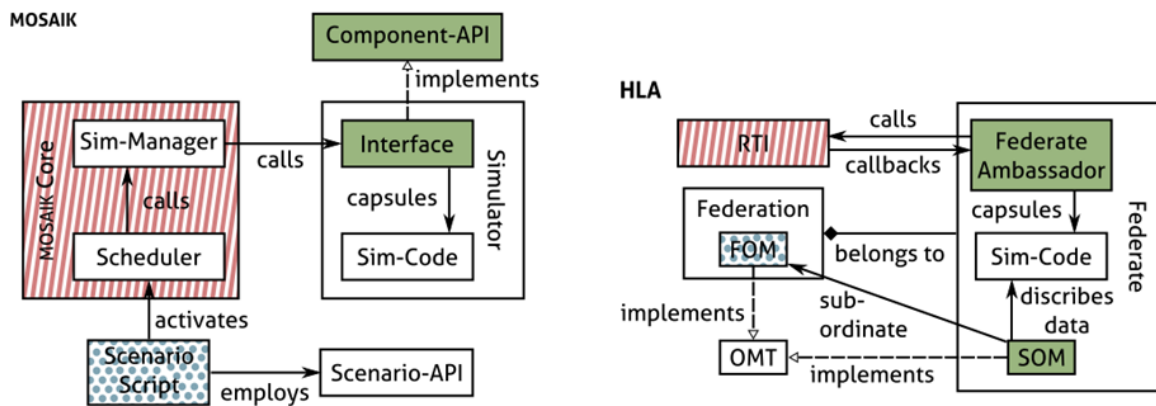 MOSAIK
Component-API
implements
Sim-Manager
calls
Interface
Simulator
MOSAIK Core
calls
capsules
Scheduler
Sim-Code
activates
Scenario
Script
employs
Scenario-API
HLA
RTI
calls
callbacks
Federate
Ambassador
Federation
capsules
FOM
belongs to
Sim-Code
Federate
implements
sub-
ordinate
discribes
data
OMT
implements
SOM